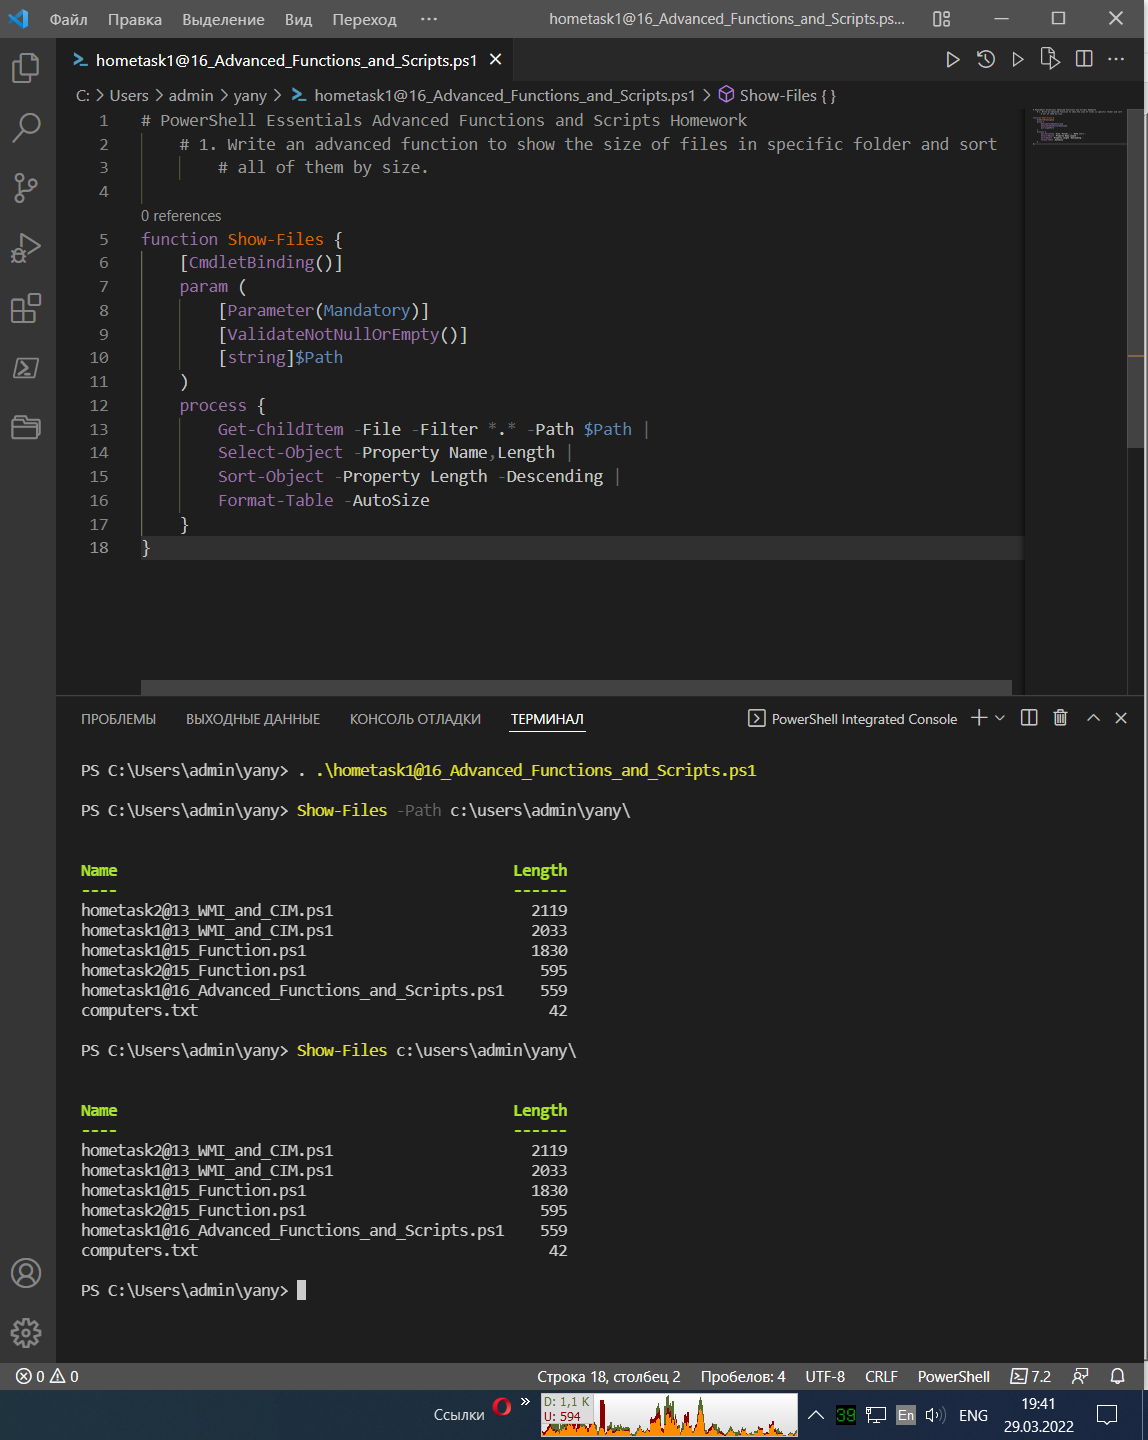 Файл Правка Выделение Вид Переход ··· hometask1@16_Advanced_Functions_and_Scripts.ps...
hometask1@16_Advanced_Functions_and_Scripts.ps1
C: > Users > admin > yany > hometask1@16_Advanced_Functions_and_Scripts.ps1 > Show-Files { }
1 # PowerShell Essentials Advanced Functions and Scripts Homework
2 # 1. Write an advanced function to show the size of files in specific folder and sort
3 # all of them by size.
4
0 references
5 function Show-Files {
6 [CmdletBinding()]
7 param (
8 [Parameter(Mandatory)]
9 [ValidateNotNullOrEmpty()]
10 [string]$Path
11 )
12 process {
13 Get-ChildItem -File -Filter *.* -Path $Path |
14 Select-Object -Property Name,Length |
15 Sort-Object -Property Length -Descending |
16 Format-Table -AutoSize
17 }
18 }
ПРОБЛЕМЫ ВЫХОДНЫЕ ДАННЫЕ КОНСОЛЬ ОТЛАДКИ ТЕРМИНАЛ PowerShell Integrated Console
PS C:\Users\admin\yany> . .\hometask1@16_Advanced_Functions_and_Scripts.ps1
PS C:\Users\admin\yany> Show-Files -Path c:\users\admin\yany\
Name Length
---- ------
hometask2@13_WMI_and_CIM.ps1 2119
hometask1@13_WMI_and_CIM.ps1 2033
hometask1@15_Function.ps1 1830
hometask2@15_Function.ps1 595
hometask1@16_Advanced_Functions_and_Scripts.ps1 559
computers.txt 42
PS C:\Users\admin\yany> Show-Files c:\users\admin\yany\
Name Length
---- ------
hometask2@13_WMI_and_CIM.ps1 2119
hometask1@13_WMI_and_CIM.ps1 2033
hometask1@15_Function.ps1 1830
hometask2@15_Function.ps1 595
hometask1@16_Advanced_Functions_and_Scripts.ps1 559
computers.txt 42
PS C:\Users\admin\yany>
0 0 Строка 18, столбец 2 Пробелов: 4 UTF-8 CRLF PowerShell 7.2
Ссылки » D: 1,1 K 39 En ENG 19:41
U: 594 29.03.2022